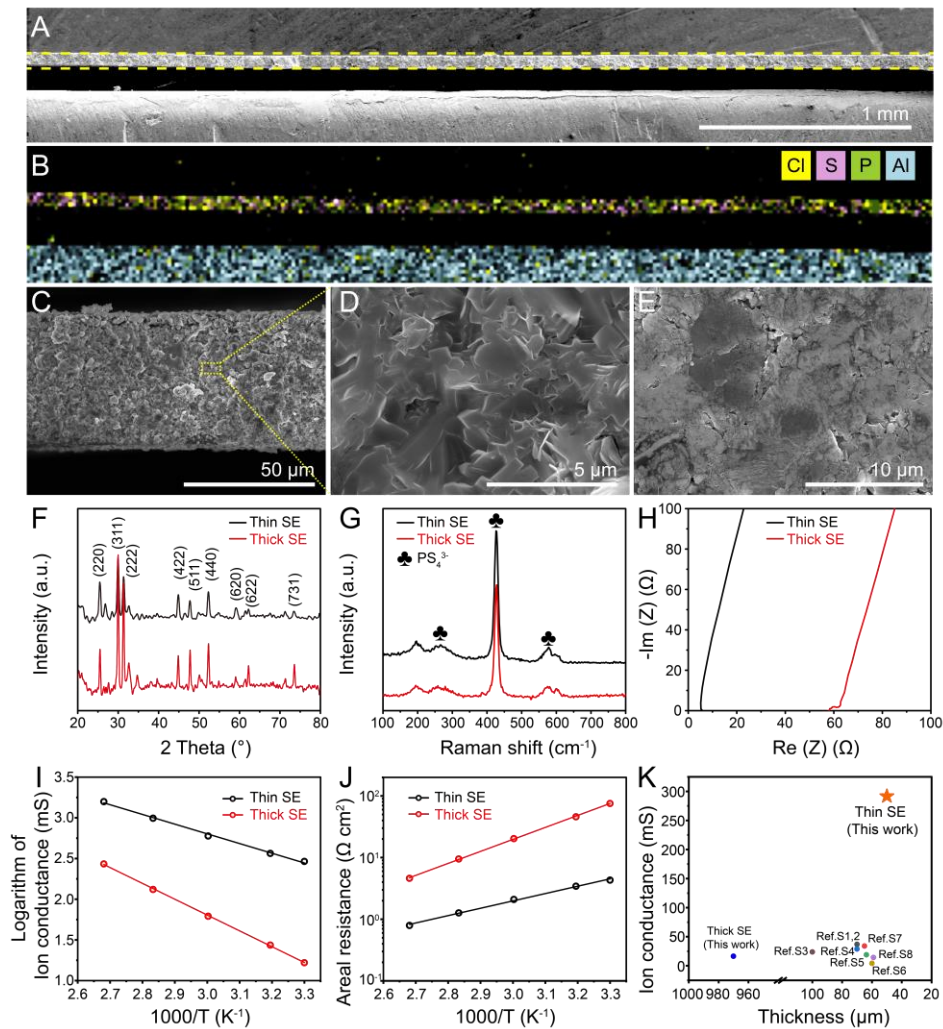 A
1 mm
B
Cl S P Al
C
50 µm
D
5 µm
E
10 µm
F
Thin SE
Thick SE
(220)
(311)
(222)
(422)
(511)
(440)
(620)
(622)
(731)
Intensity (a.u.)
20 30 40 50 60 70 80
2 Theta (°)
G
Thin SE
Thick SE
♣ PS₄³⁻
Intensity (a.u.)
100 200 300 400 500 600 700 800
Raman shift (cm⁻¹)
H
Thin SE
Thick SE
-Im (Z) (Ω)
100
80
60
40
20
0
0 20 40 60 80 100
Re (Z) (Ω)
I
Thin SE
Thick SE
Logarithm of
Ion conductance (mS)
3.5
3.0
2.5
2.0
1.5
1.0
2.6 2.7 2.8 2.9 3.0 3.1 3.2 3.3
1000/T (K⁻¹)
J
Thin SE
Thick SE
Areal resistance (Ω cm²)
10²
10¹
10⁰
10⁻¹
2.6 2.7 2.8 2.9 3.0 3.1 3.2 3.3
1000/T (K⁻¹)
K
Ion conductance (mS)
300
250
200
150
100
50
0
Thin SE
(This work)
Thick SE
(This work)
Ref.S3
Ref.S1,2
Ref.S7
Ref.S4
Ref.S8
Ref.S5
Ref.S6
1000 980 960 100 80 60 40 20
Thickness (µm)